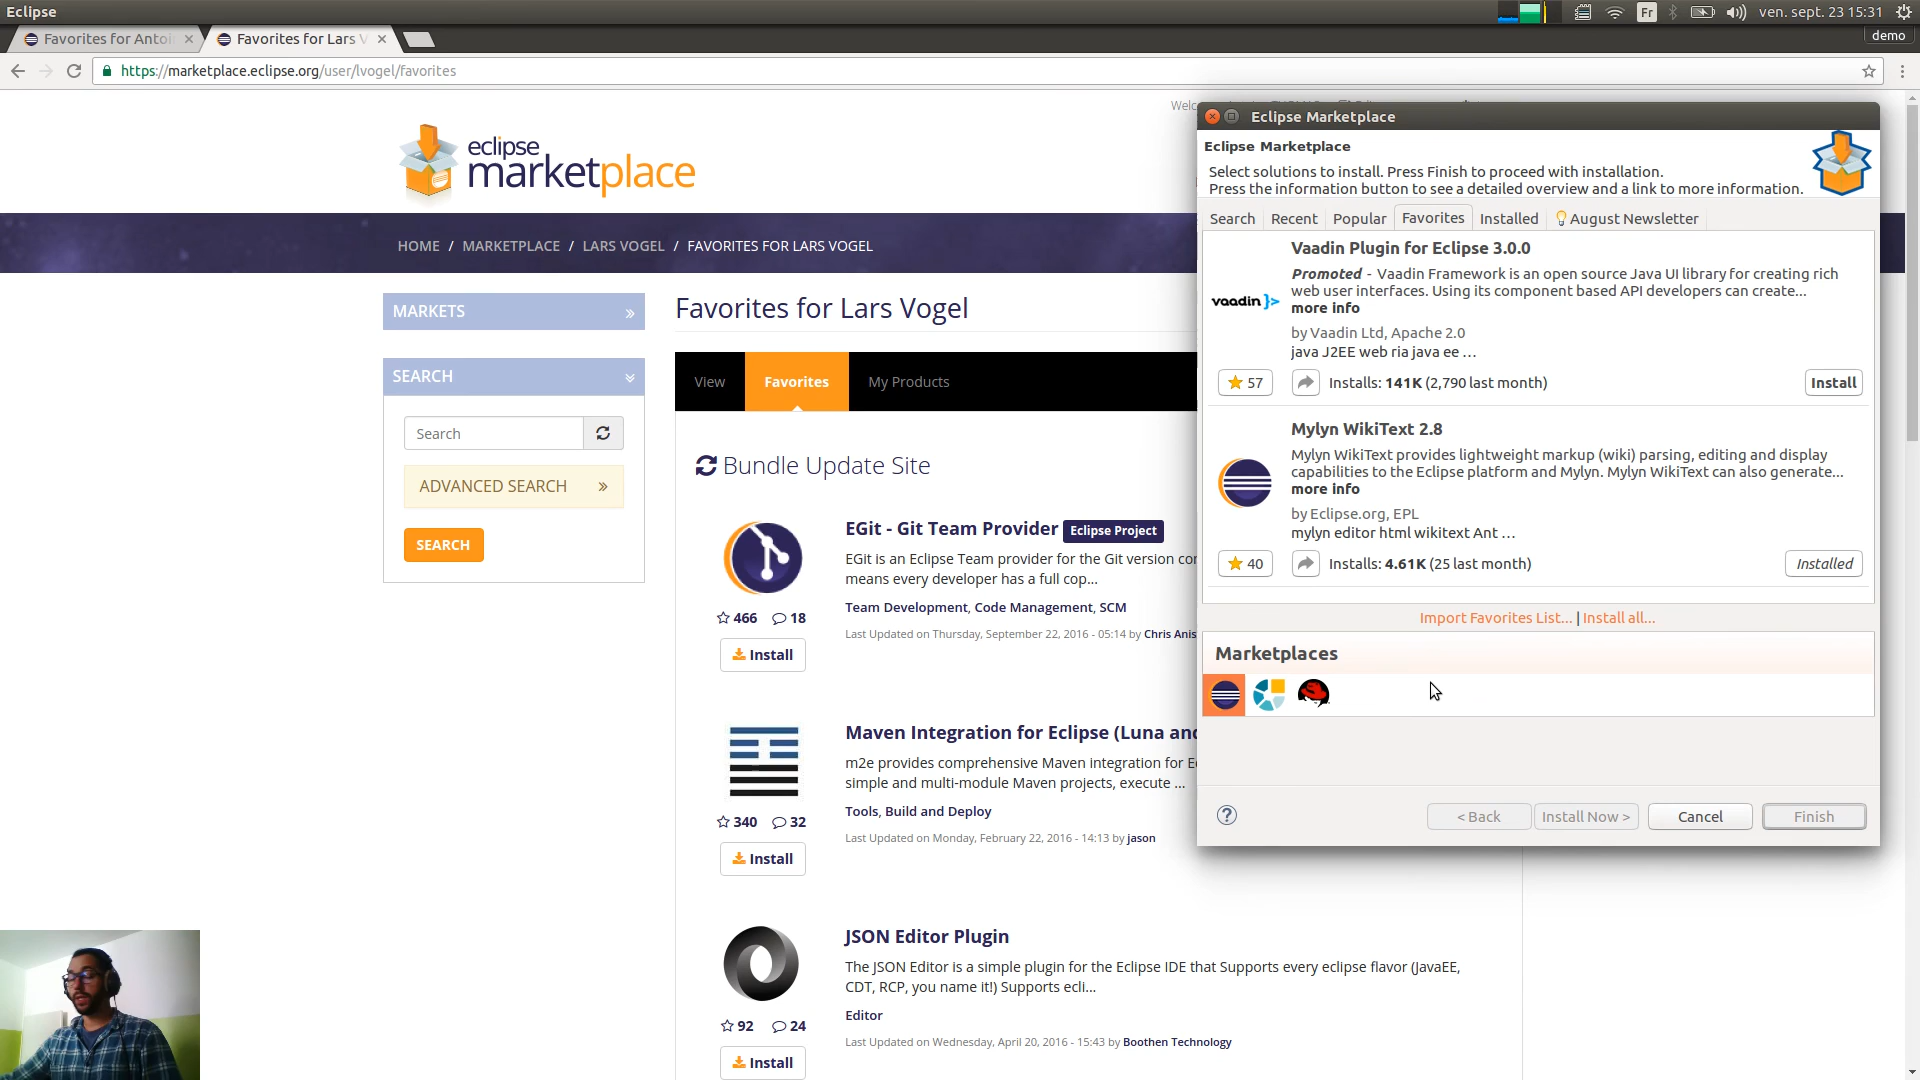 Eclipse
Fr
ven. sept. 23 15:31
demo
Favorites for Antoi
Favorites for Lars V
https://marketplace.eclipse.org/user/lvogel/favorites
eclipse
marketplace
HOME / MARKETPLACE / LARS VOGEL / FAVORITES FOR LARS VOGEL
MARKETS
SEARCH
Search
ADVANCED SEARCH
SEARCH
Favorites for Lars Vogel
View
Favorites
My Products
Bundle Update Site
EGit - Git Team Provider Eclipse Project
EGit is an Eclipse Team provider for the Git version
means every developer has a full cop...
Team Development, Code Management, SCM
466 18
Last Updated on Thursday, September 22, 2016 - 05:14 by Chris Anis
Install
Maven Integration for Eclipse (Luna and
m2e provides comprehensive Maven integration for
simple and multi-module Maven projects, execute ...
Tools, Build and Deploy
340 32
Last Updated on Monday, February 22, 2016 - 14:13 by jason
Install
JSON Editor Plugin
The JSON Editor is a simple plugin for the Eclipse IDE that Supports every eclipse flavor (JavaEE,
CDT, RCP, you name it!) Supports ecli...
Editor
92 24
Last Updated on Wednesday, April 20, 2016 - 15:43 by Boothen Technology
Install
Welc
Eclipse Marketplace
Eclipse Marketplace
Select solutions to install. Press Finish to proceed with installation.
Press the information button to see a detailed overview and a link to more information.
Search
Recent
Popular
Favorites
Installed
August Newsletter
Vaadin Plugin for Eclipse 3.0.0
Promoted - Vaadin Framework is an open source Java UI library for creating rich
web user interfaces. Using its component based API developers can create...
more info
vaadin }>
by Vaadin Ltd, Apache 2.0
java J2EE web ria java ee ...
57
Installs: 141K (2,790 last month)
Install
Mylyn WikiText 2.8
Mylyn WikiText provides lightweight markup (wiki) parsing, editing and display
capabilities to the Eclipse platform and Mylyn. Mylyn WikiText can also generate...
more info
by Eclipse.org, EPL
mylyn editor html wikitext Ant ...
40
Installs: 4.61K (25 last month)
Installed
Import Favorites List... | Install all...
Marketplaces
?
< Back
Install Now >
Cancel
Finish